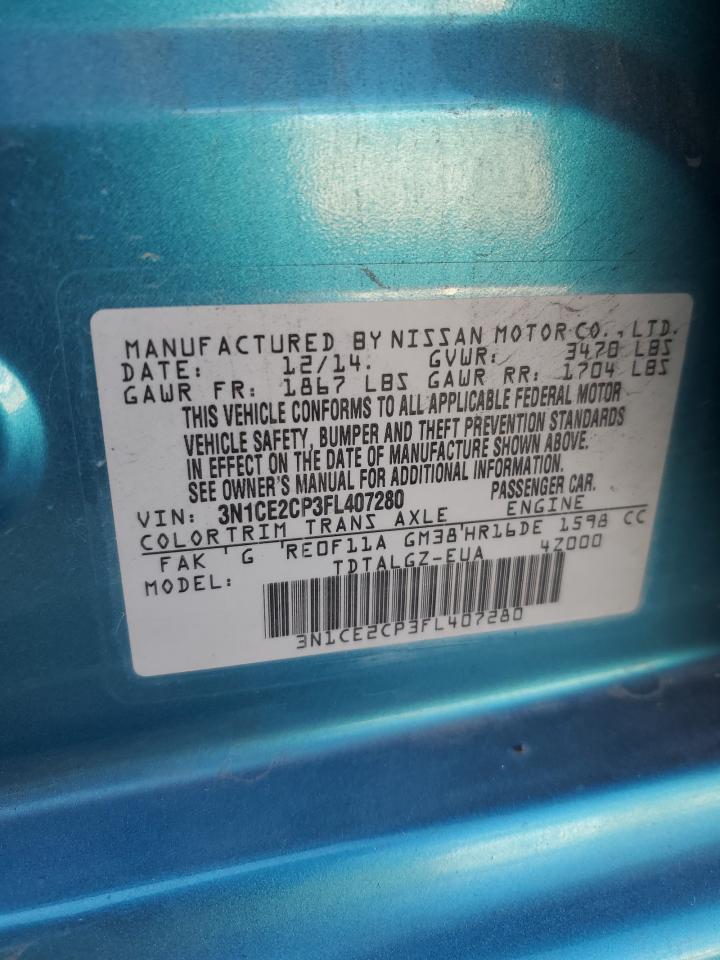 MANUFACTURED BY NISSAN MOTOR CO., LTD.
DATE: 12/14. GVWR: 3470 LBS
GAWR FR: 1867 LBS GAWR RR: 1704 LBS
THIS VEHICLE CONFORMS TO ALL APPLICABLE FEDERAL MOTOR
VEHICLE SAFETY, BUMPER AND THEFT PREVENTION STANDARDS
IN EFFECT ON THE DATE OF MANUFACTURE SHOWN ABOVE.
SEE OWNER'S MANUAL FOR ADDITIONAL INFORMATION.
VIN: 3N1CE2CP3FL407280 PASSENGER CAR.
COLOR TRIM TRANS AXLE ENGINE
FAK G RE0F11A GM38 HR16DE 1598 CC
MODEL: TDTALGZ-EUA 4Z000
3N1CE2CP3FL407280